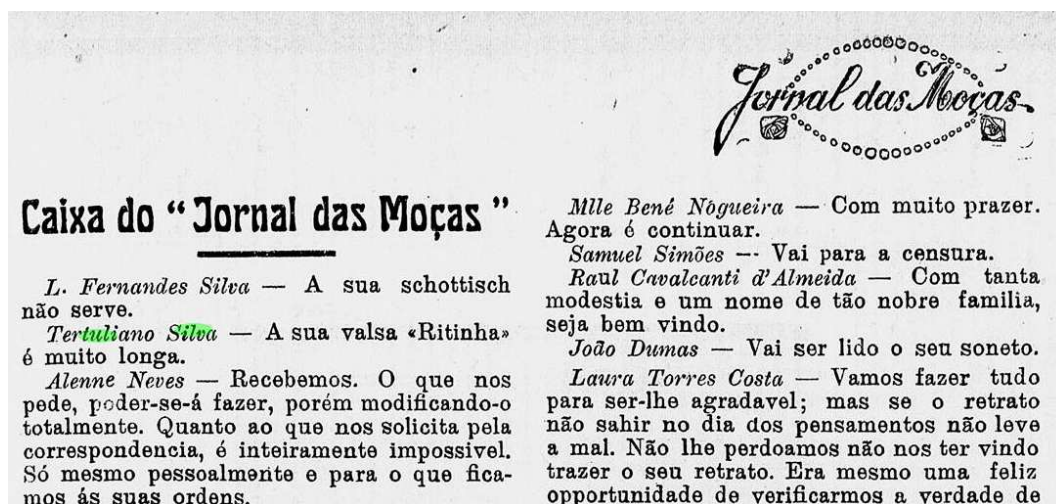 Jornal das Moças
Caixa do "Jornal das Moças"
L. Fernandes Silva — A sua schottisch
não serve.
Tertuliano Silva — A sua valsa «Ritinha»
é muito longa.
Alenne Neves — Recebemos. O que nos
pede, poder-se-á fazer, porém modificando-o
totalmente. Quanto ao que nos solicita pela
correspondencia, é inteiramente impossivel.
Só mesmo pessoalmente e para o que fica-
mos ás suas ordens.
Mlle Bené Nogueira — Com muito prazer.
Agora é continuar.
Samuel Simões — Vai para a censura.
Raul Cavalcanti d'Almeida — Com tanta
modestia e um nome de tão nobre familia,
seja bem vindo.
João Dumas — Vai ser lido o seu soneto.
Laura Torres Costa — Vamos fazer tudo
para ser-lhe agradavel; mas se o retrato
não sahir no dia dos pensamentos não leve
a mal. Não lhe perdoamos não nos ter vindo
trazer o seu retrato. Era mesmo uma feliz
opportunidade de verificarmos a verdade de